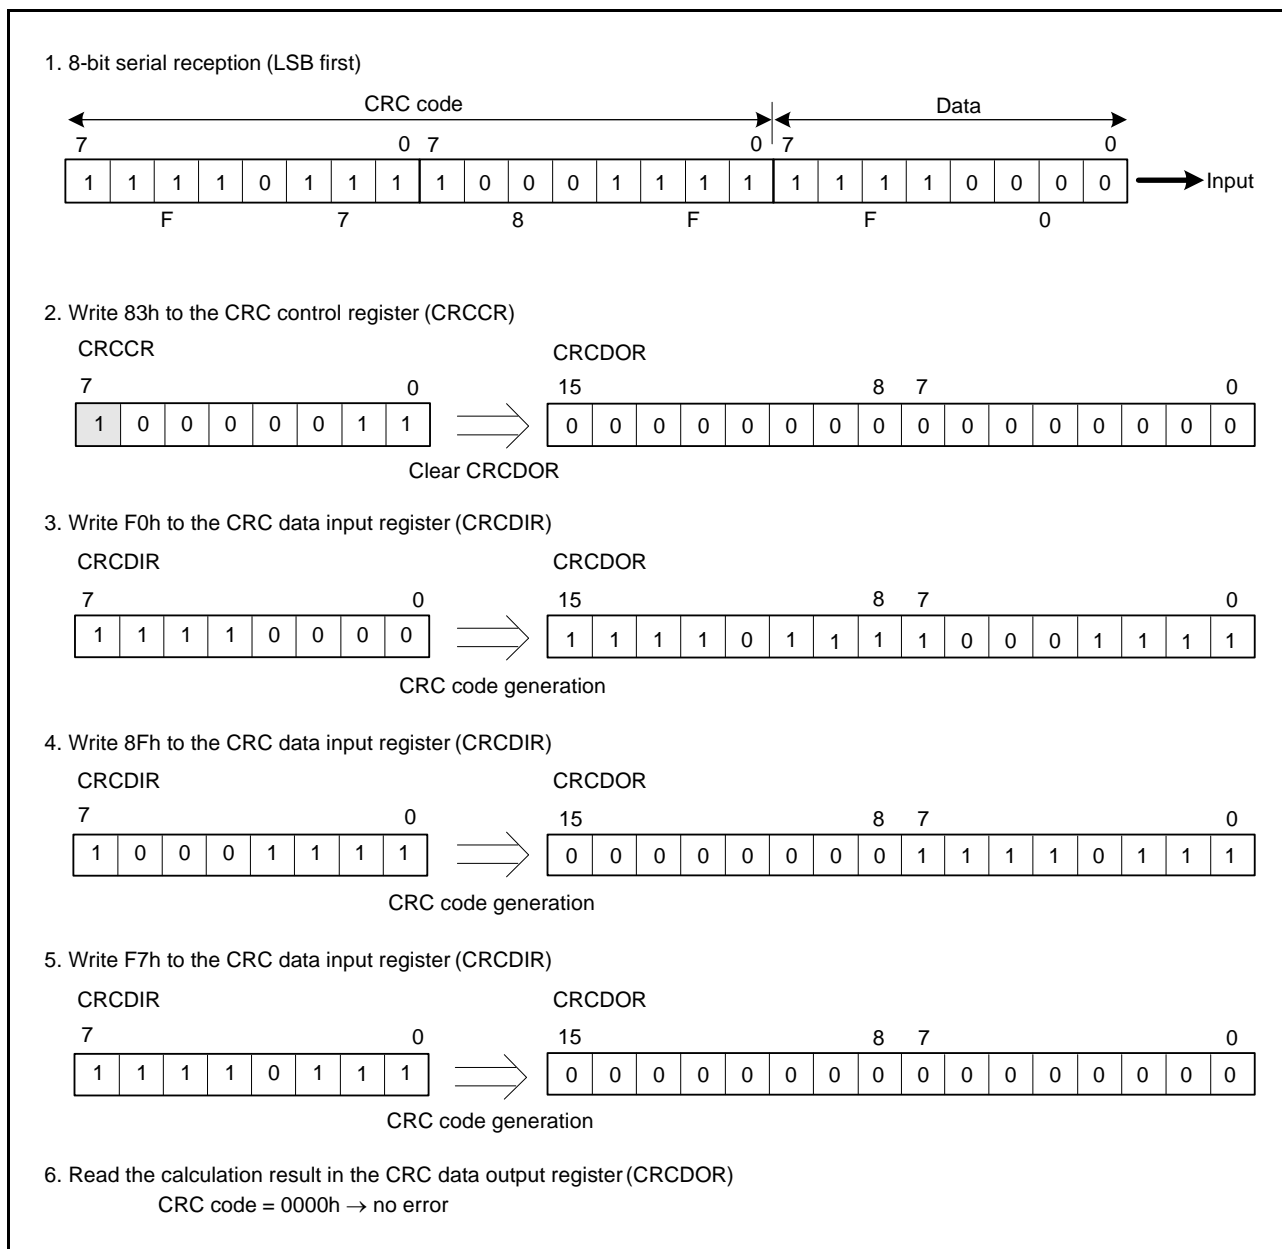 1. 8-bit serial reception (LSB first)
CRC code Data
7 0 7 0 7 0
1 1 1 1 0 1 1 1 1 0 0 0 1 1 1 1 1 1 1 1 0 0 0 0 Input
F 7 8 F F 0
2. Write 83h to the CRC control register (CRCCR)
CRCCR CRCDOR
7 0 15 8 7 0
1 0 0 0 0 0 1 1 0 0 0 0 0 0 0 0 0 0 0 0 0 0 0 0
Clear CRCDOR
3. Write F0h to the CRC data input register (CRCDIR)
CRCDIR CRCDOR
7 0 15 8 7 0
1 1 1 1 0 0 0 0 1 1 1 1 0 1 1 1 1 0 0 0 1 1 1 1
CRC code generation
4. Write 8Fh to the CRC data input register (CRCDIR)
CRCDIR CRCDOR
7 0 15 8 7 0
1 0 0 0 1 1 1 1 0 0 0 0 0 0 0 0 1 1 1 1 0 1 1 1
CRC code generation
5. Write F7h to the CRC data input register (CRCDIR)
CRCDIR CRCDOR
7 0 15 8 7 0
1 1 1 1 0 1 1 1 0 0 0 0 0 0 0 0 0 0 0 0 0 0 0 0
CRC code generation
6. Read the calculation result in the CRC data output register (CRCDOR)
CRC code = 0000h → no error